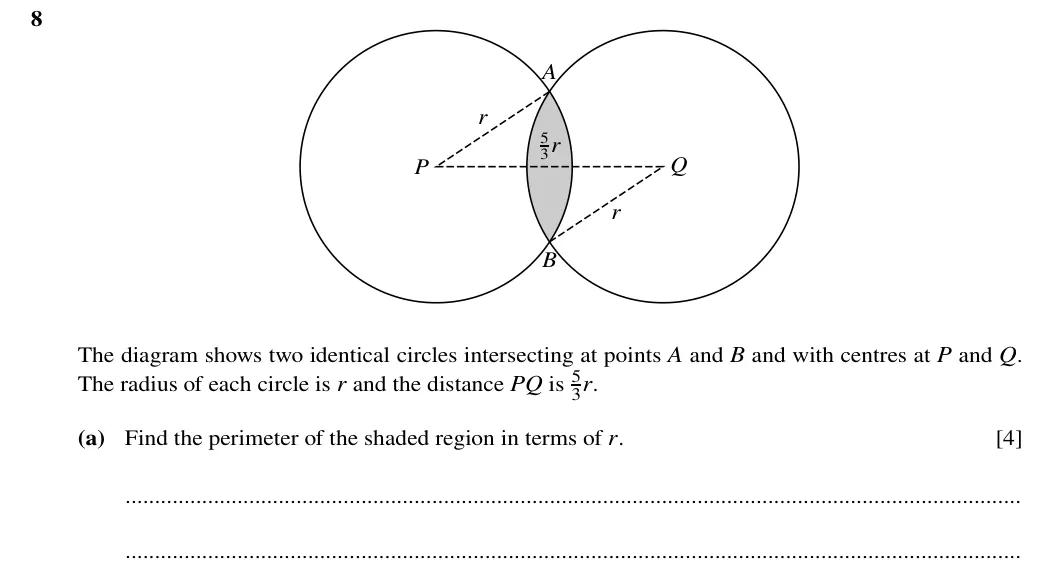 8
A
r
5/3 r
P
Q
r
B
The diagram shows two identical circles intersecting at points A and B and with centres at P and Q.
The radius of each circle is r and the distance PQ is 5/3 r.
(a) Find the perimeter of the shaded region in terms of r. [4]